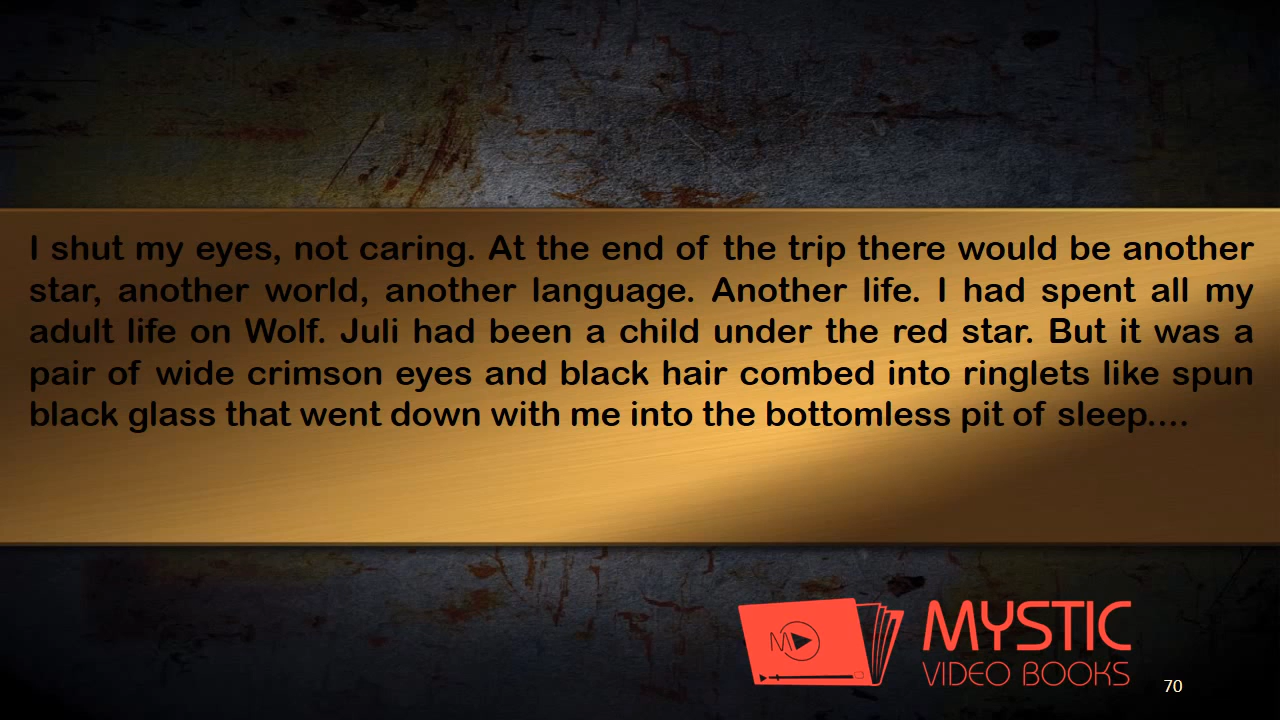 I shut my eyes, not caring. At the end of the trip there would be another
star, another world, another language. Another life. I had spent all my
adult life on Wolf. Juli had been a child under the red star. But it was a
pair of wide crimson eyes and black hair combed into ringlets like spun
black glass that went down with me into the bottomless pit of sleep....
M
MYSTIC
VIDEO BOOKS
70